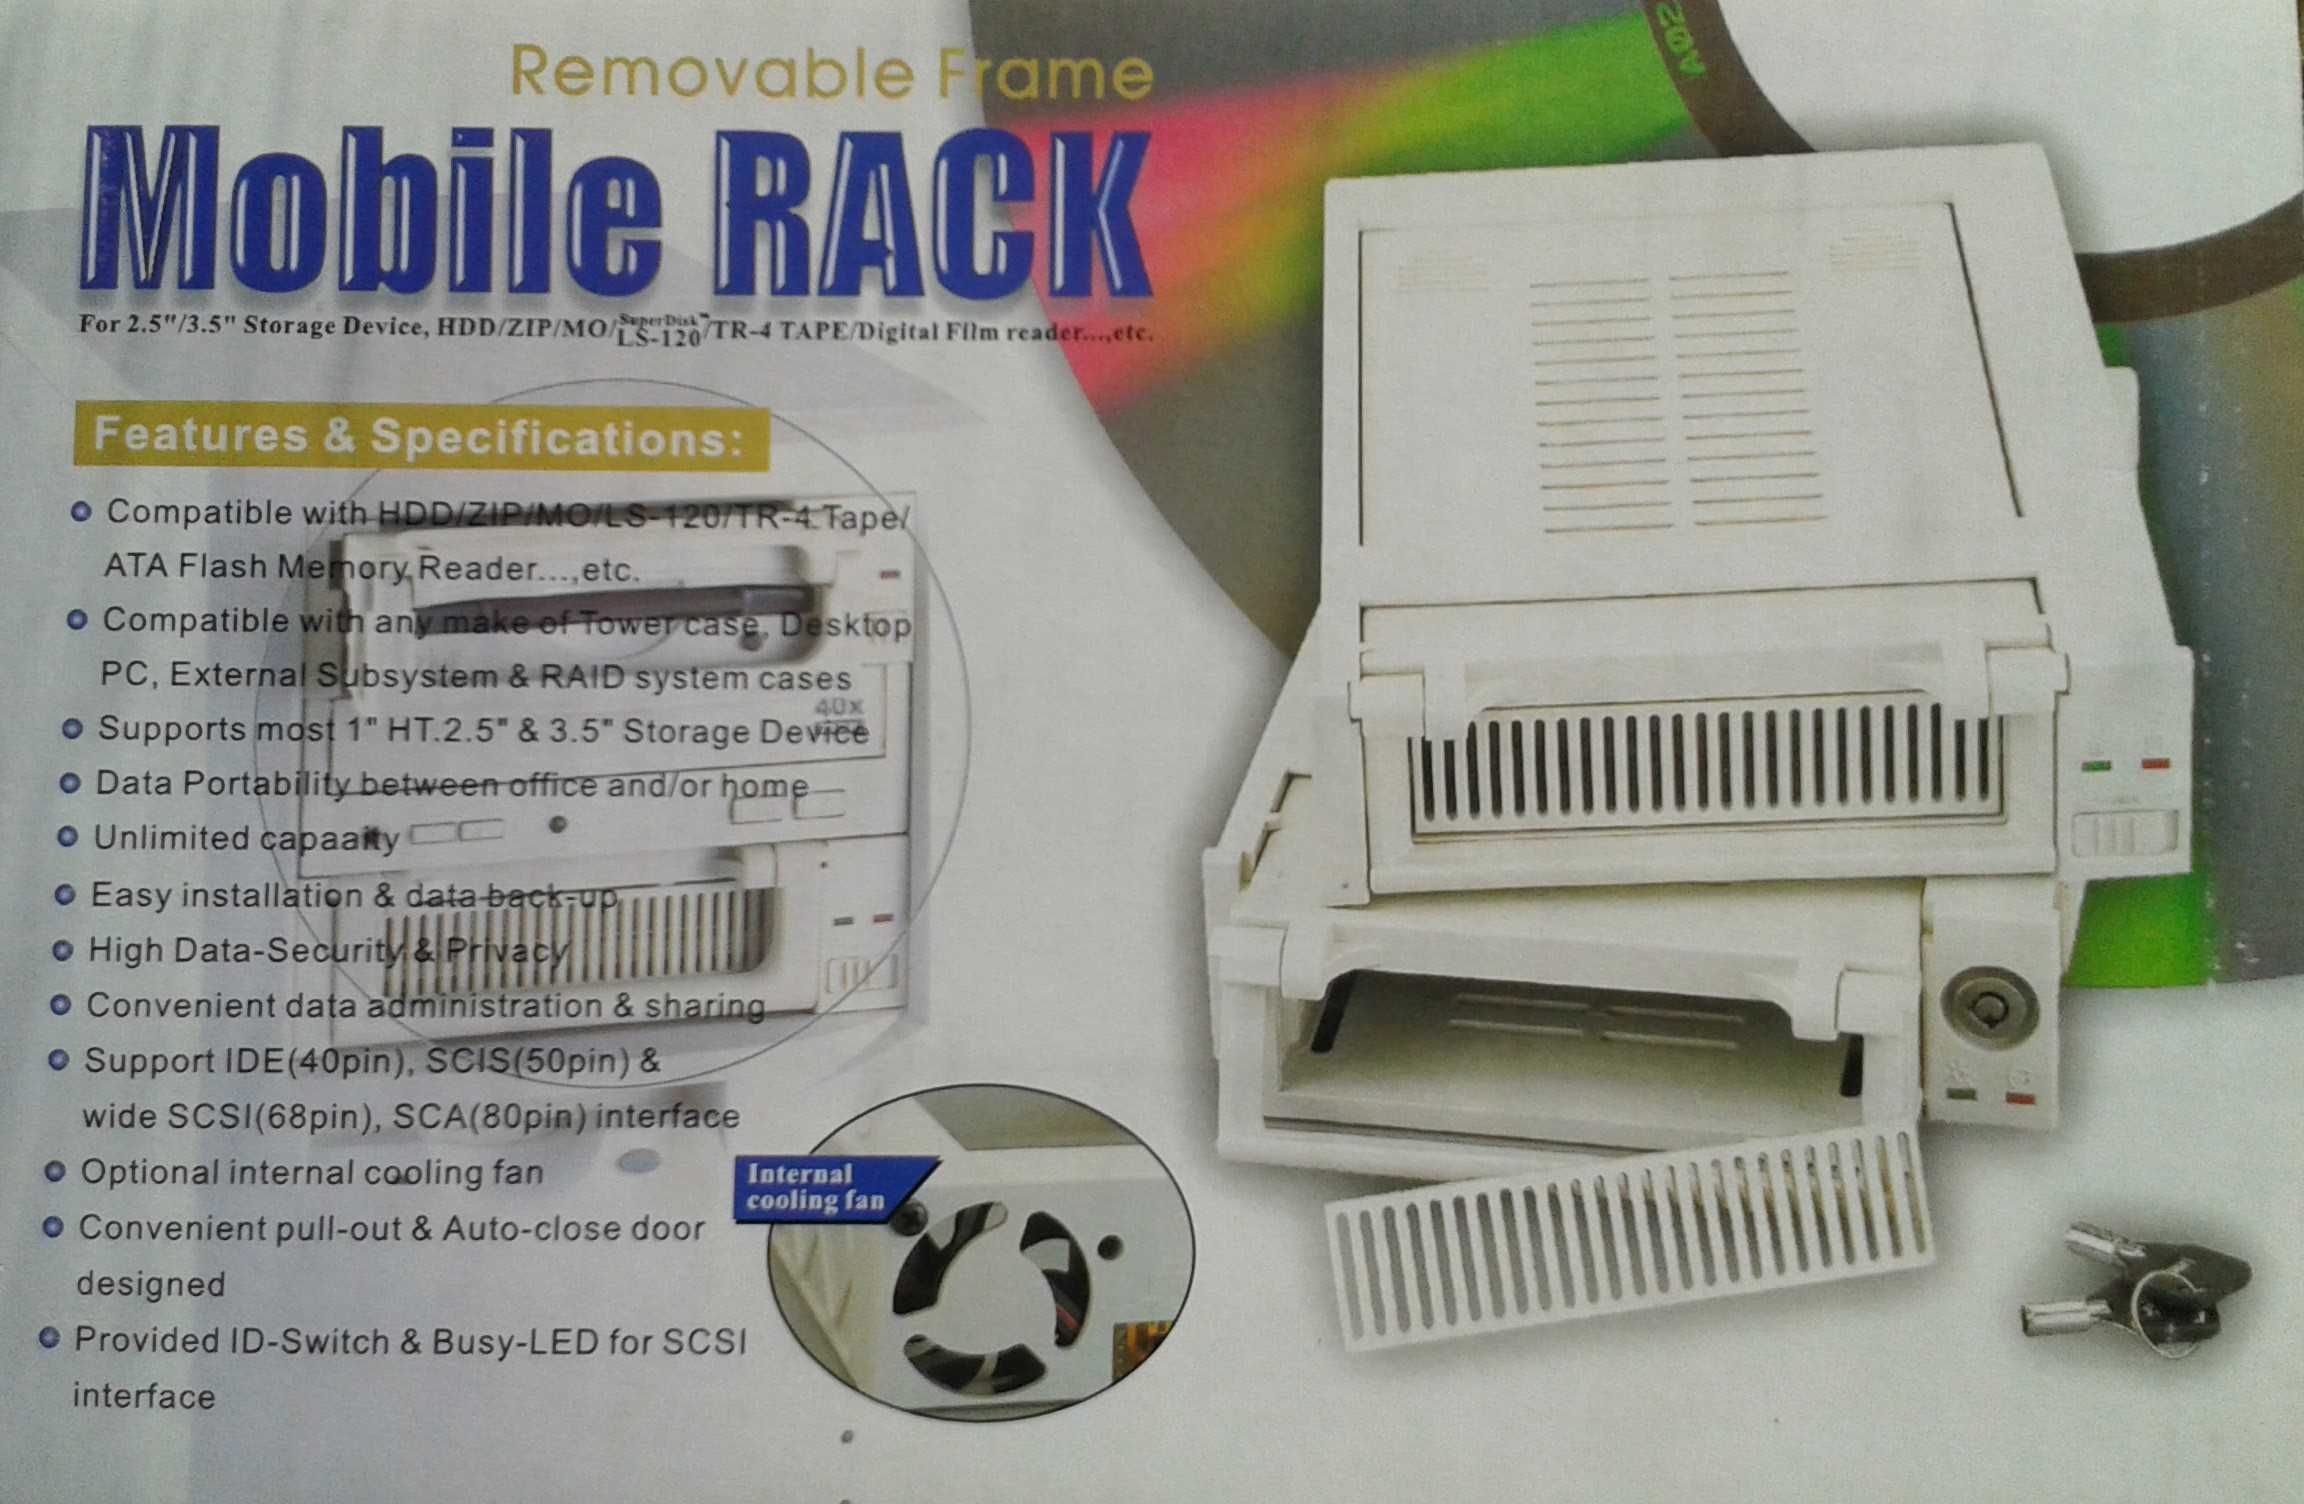 Removable Frame
Mobile RACK
For 2.5"/3.5" Storage Device, HDD/ZIP/MO/SuperDisk™ LS-120/TR-4 TAPE/Digital Film reader...,etc.
Features & Specifications:
Compatible with HDD/ZIP/MO/LS-120/TR-4 Tape/
ATA Flash Memory Reader...,etc.
Compatible with any make of Tower case, Desktop
PC, External Subsystem & RAID system cases
40x
Supports most 1" HT.2.5" & 3.5" Storage Device
Data Portability between office and/or home
Unlimited capaaity
Easy installation & data back-up
High Data-Security & Privacy
Convenient data administration & sharing
Support IDE(40pin), SCIS(50pin) &
wide SCSI(68pin), SCA(80pin) interface
Optional internal cooling fan
Convenient pull-out & Auto-close door
designed
Provided ID-Switch & Busy-LED for SCSI
interface
Internal
cooling fan